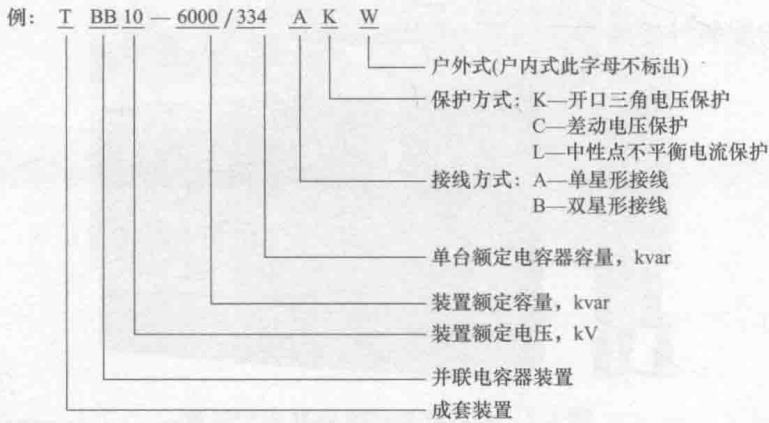 例： T BB 10 — 6000 / 334 A K W
户外式(户内式此字母不标出)
保护方式：K—开口三角电压保护
C—差动电压保护
L—中性点不平衡电流保护
接线方式：A—单星形接线
B—双星形接线
单台额定电容器容量，kvar
装置额定容量，kvar
装置额定电压，kV
并联电容器装置
成套装置